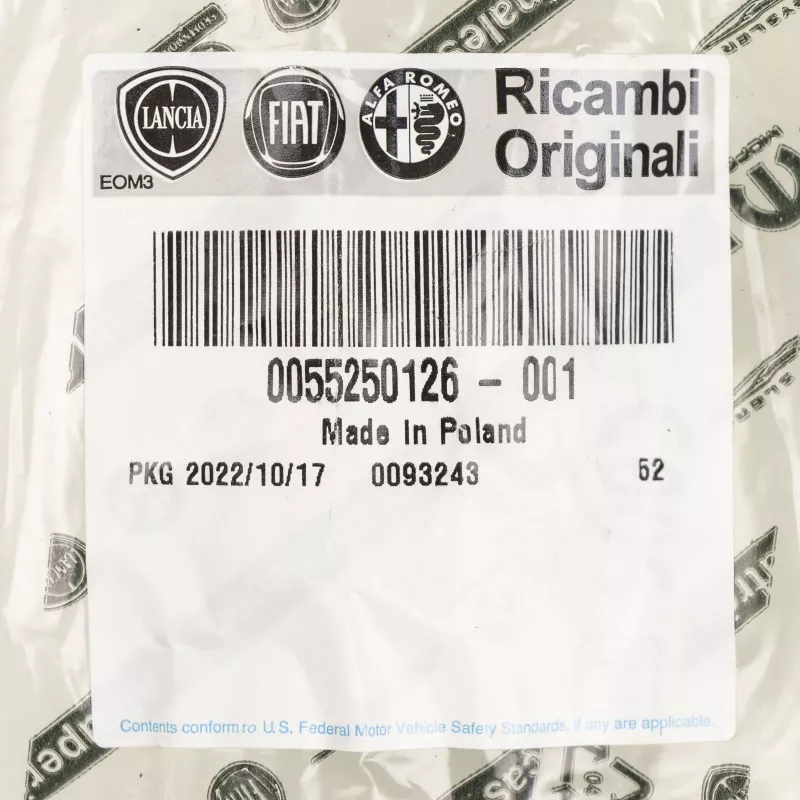 LANCIA
FIAT
ALFA ROMEO
Ricambi
Originali
EOM3
0055250126 - 001
Made In Poland
PKG 2022/10/17 0093243 52
Contents conform to U.S. Federal Motor Vehicle Safety Standards, if any are applicable.